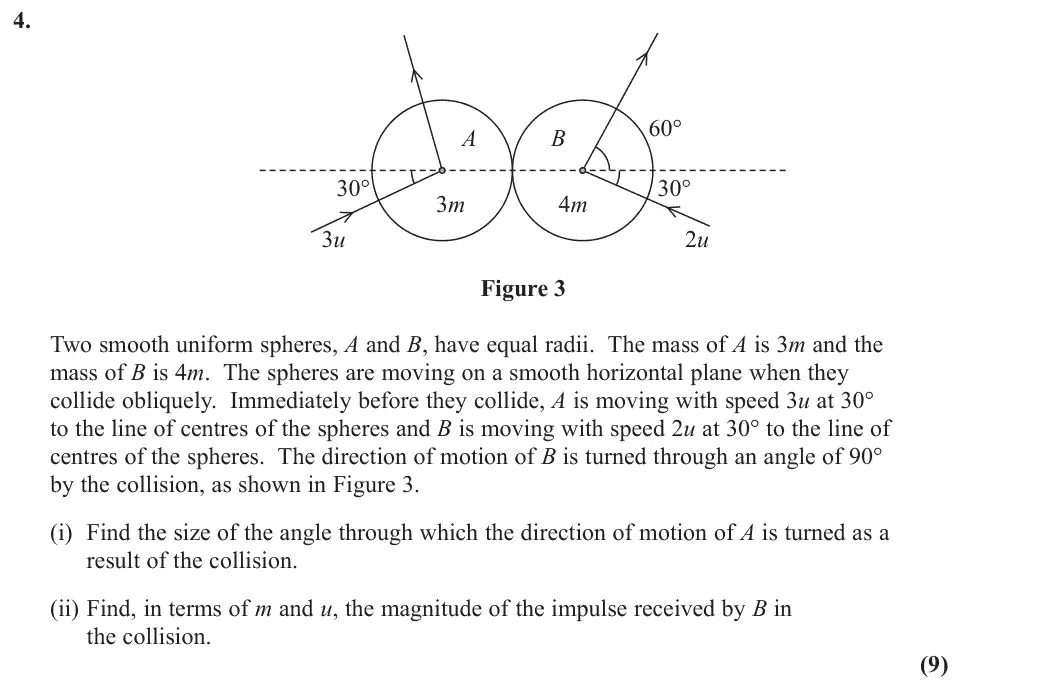 4.
A
B
60°
30°
30°
3m
4m
3u
2u
Figure 3
Two smooth uniform spheres, A and B, have equal radii. The mass of A is 3m and the
mass of B is 4m. The spheres are moving on a smooth horizontal plane when they
collide obliquely. Immediately before they collide, A is moving with speed 3u at 30°
to the line of centres of the spheres and B is moving with speed 2u at 30° to the line of
centres of the spheres. The direction of motion of B is turned through an angle of 90°
by the collision, as shown in Figure 3.
(i) Find the size of the angle through which the direction of motion of A is turned as a
result of the collision.
(ii) Find, in terms of m and u, the magnitude of the impulse received by B in
the collision.
(9)